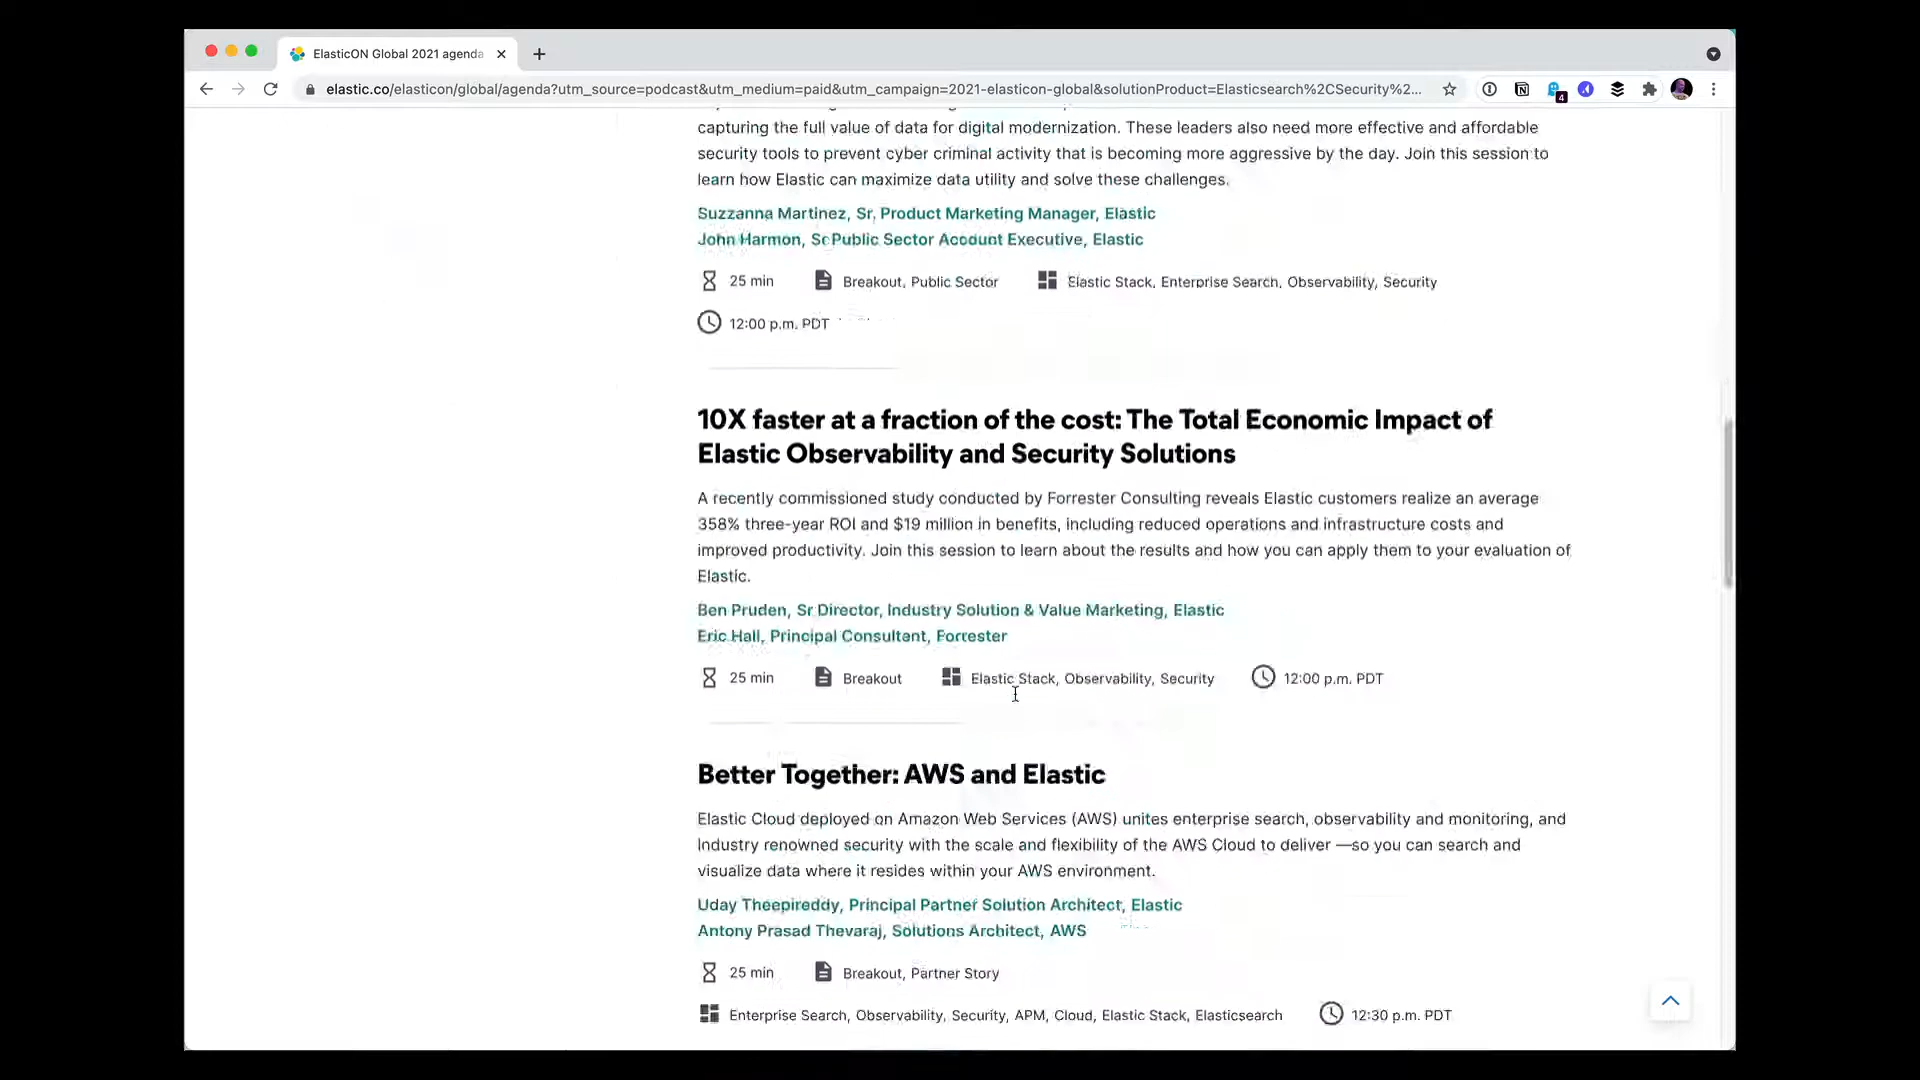 ElasticON Global 2021 agenda
elastic.co/elasticon/global/agenda?utm_source=podcast&utm_medium=paid&utm_campaign=2021-elasticon-global&solutionProduct=Elasticsearch%2CSecurity%2...
4
capturing the full value of data for digital modernization. These leaders also need more effective and affordable
security tools to prevent cyber criminal activity that is becoming more aggressive by the day. Join this session to
learn how Elastic can maximize data utility and solve these challenges.
Suzzanna Martinez, Sr. Product Marketing Manager, Elastic
John Harmon, Sr Public Sector Account Executive, Elastic
25 min Breakout, Public Sector Elastic Stack, Enterprise Search, Observability, Security
12:00 p.m. PDT
10X faster at a fraction of the cost: The Total Economic Impact of
Elastic Observability and Security Solutions
A recently commissioned study conducted by Forrester Consulting reveals Elastic customers realize an average
358% three-year ROI and $19 million in benefits, including reduced operations and infrastructure costs and
improved productivity. Join this session to learn about the results and how you can apply them to your evaluation of
Elastic.
Ben Pruden, Sr Director, Industry Solution & Value Marketing, Elastic
Eric Hall, Principal Consultant, Forrester
25 min Breakout Elastic Stack, Observability, Security 12:00 p.m. PDT
Better Together: AWS and Elastic
Elastic Cloud deployed on Amazon Web Services (AWS) unites enterprise search, observability and monitoring, and
Industry renowned security with the scale and flexibility of the AWS Cloud to deliver —so you can search and
visualize data where it resides within your AWS environment.
Uday Theepireddy, Principal Partner Solution Architect, Elastic
Antony Prasad Thevaraj, Solutions Architect, AWS
25 min Breakout, Partner Story
Enterprise Search, Observability, Security, APM, Cloud, Elastic Stack, Elasticsearch 12:30 p.m. PDT